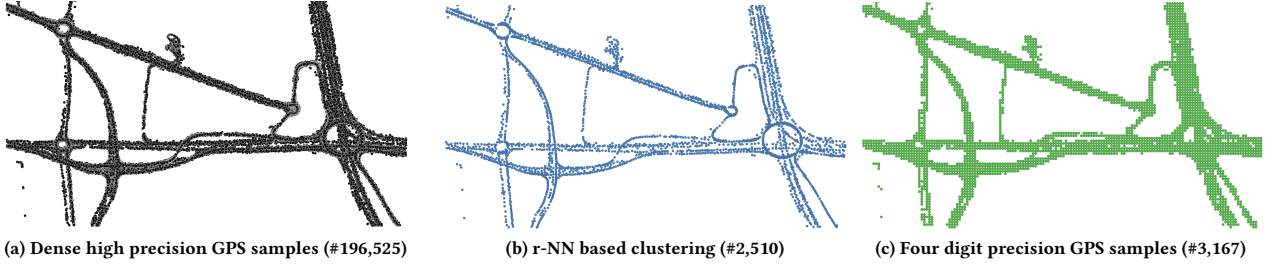 (a) Dense high precision GPS samples (#196,525)
(b) r-NN based clustering (#2,510)
(c) Four digit precision GPS samples (#3,167)